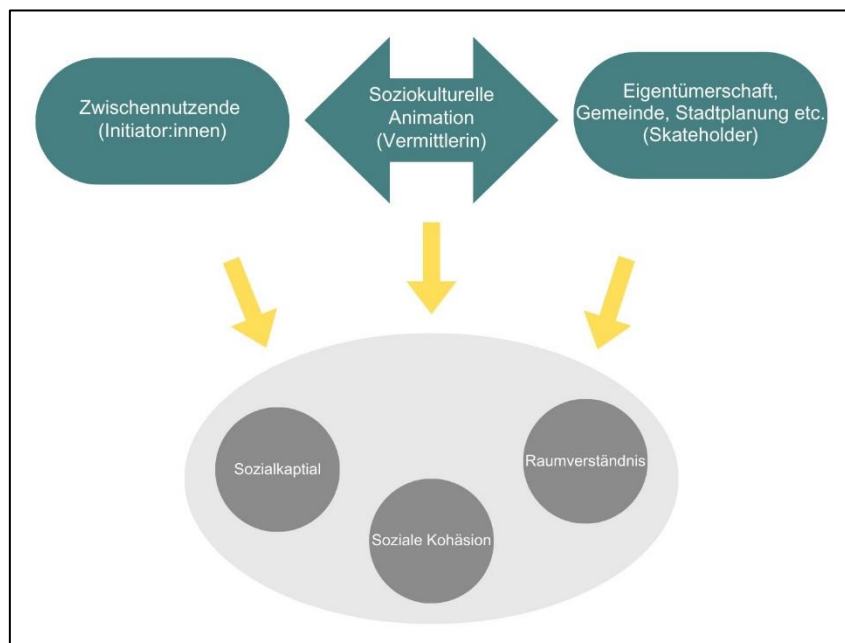 Zwischennutzende
(Initiator:innen)
Soziokulturelle
Animation
(Vermittlerin)
Eigentümerschaft,
Gemeinde, Stadtplanung etc.
(Skateholder)
Sozialkaptial
Soziale Kohäsion
Raumverständnis